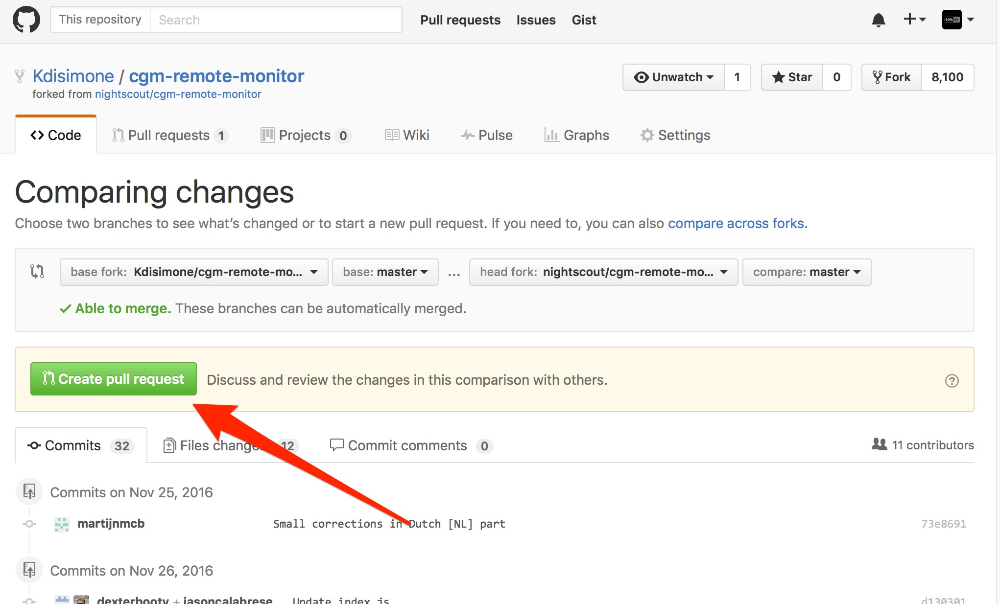 This repository Search Pull requests Issues Gist 40%
Kdisimone / cgm-remote-monitor Unwatch 1 Star 0 Fork 8,100
forked from nightscout/cgm-remote-monitor
Code Pull requests 1 Projects 0 Wiki Pulse Graphs Settings
Comparing changes
Choose two branches to see what’s changed or to start a new pull request. If you need to, you can also compare across forks.
base fork: Kdisimone/cgm-remote-mo... base: master ... head fork: nightscout/cgm-remote-mo... compare: master
Able to merge. These branches can be automatically merged.
Create pull request Discuss and review the changes in this comparison with others. ?
Commits 32 Files changed 12 Commit comments 0 11 contributors
Commits on Nov 25, 2016
martijnmcb Small corrections in Dutch [NL] part 73e8691
Commits on Nov 26, 2016
dexterbooty + jasoncalabrese Update index.js d130301